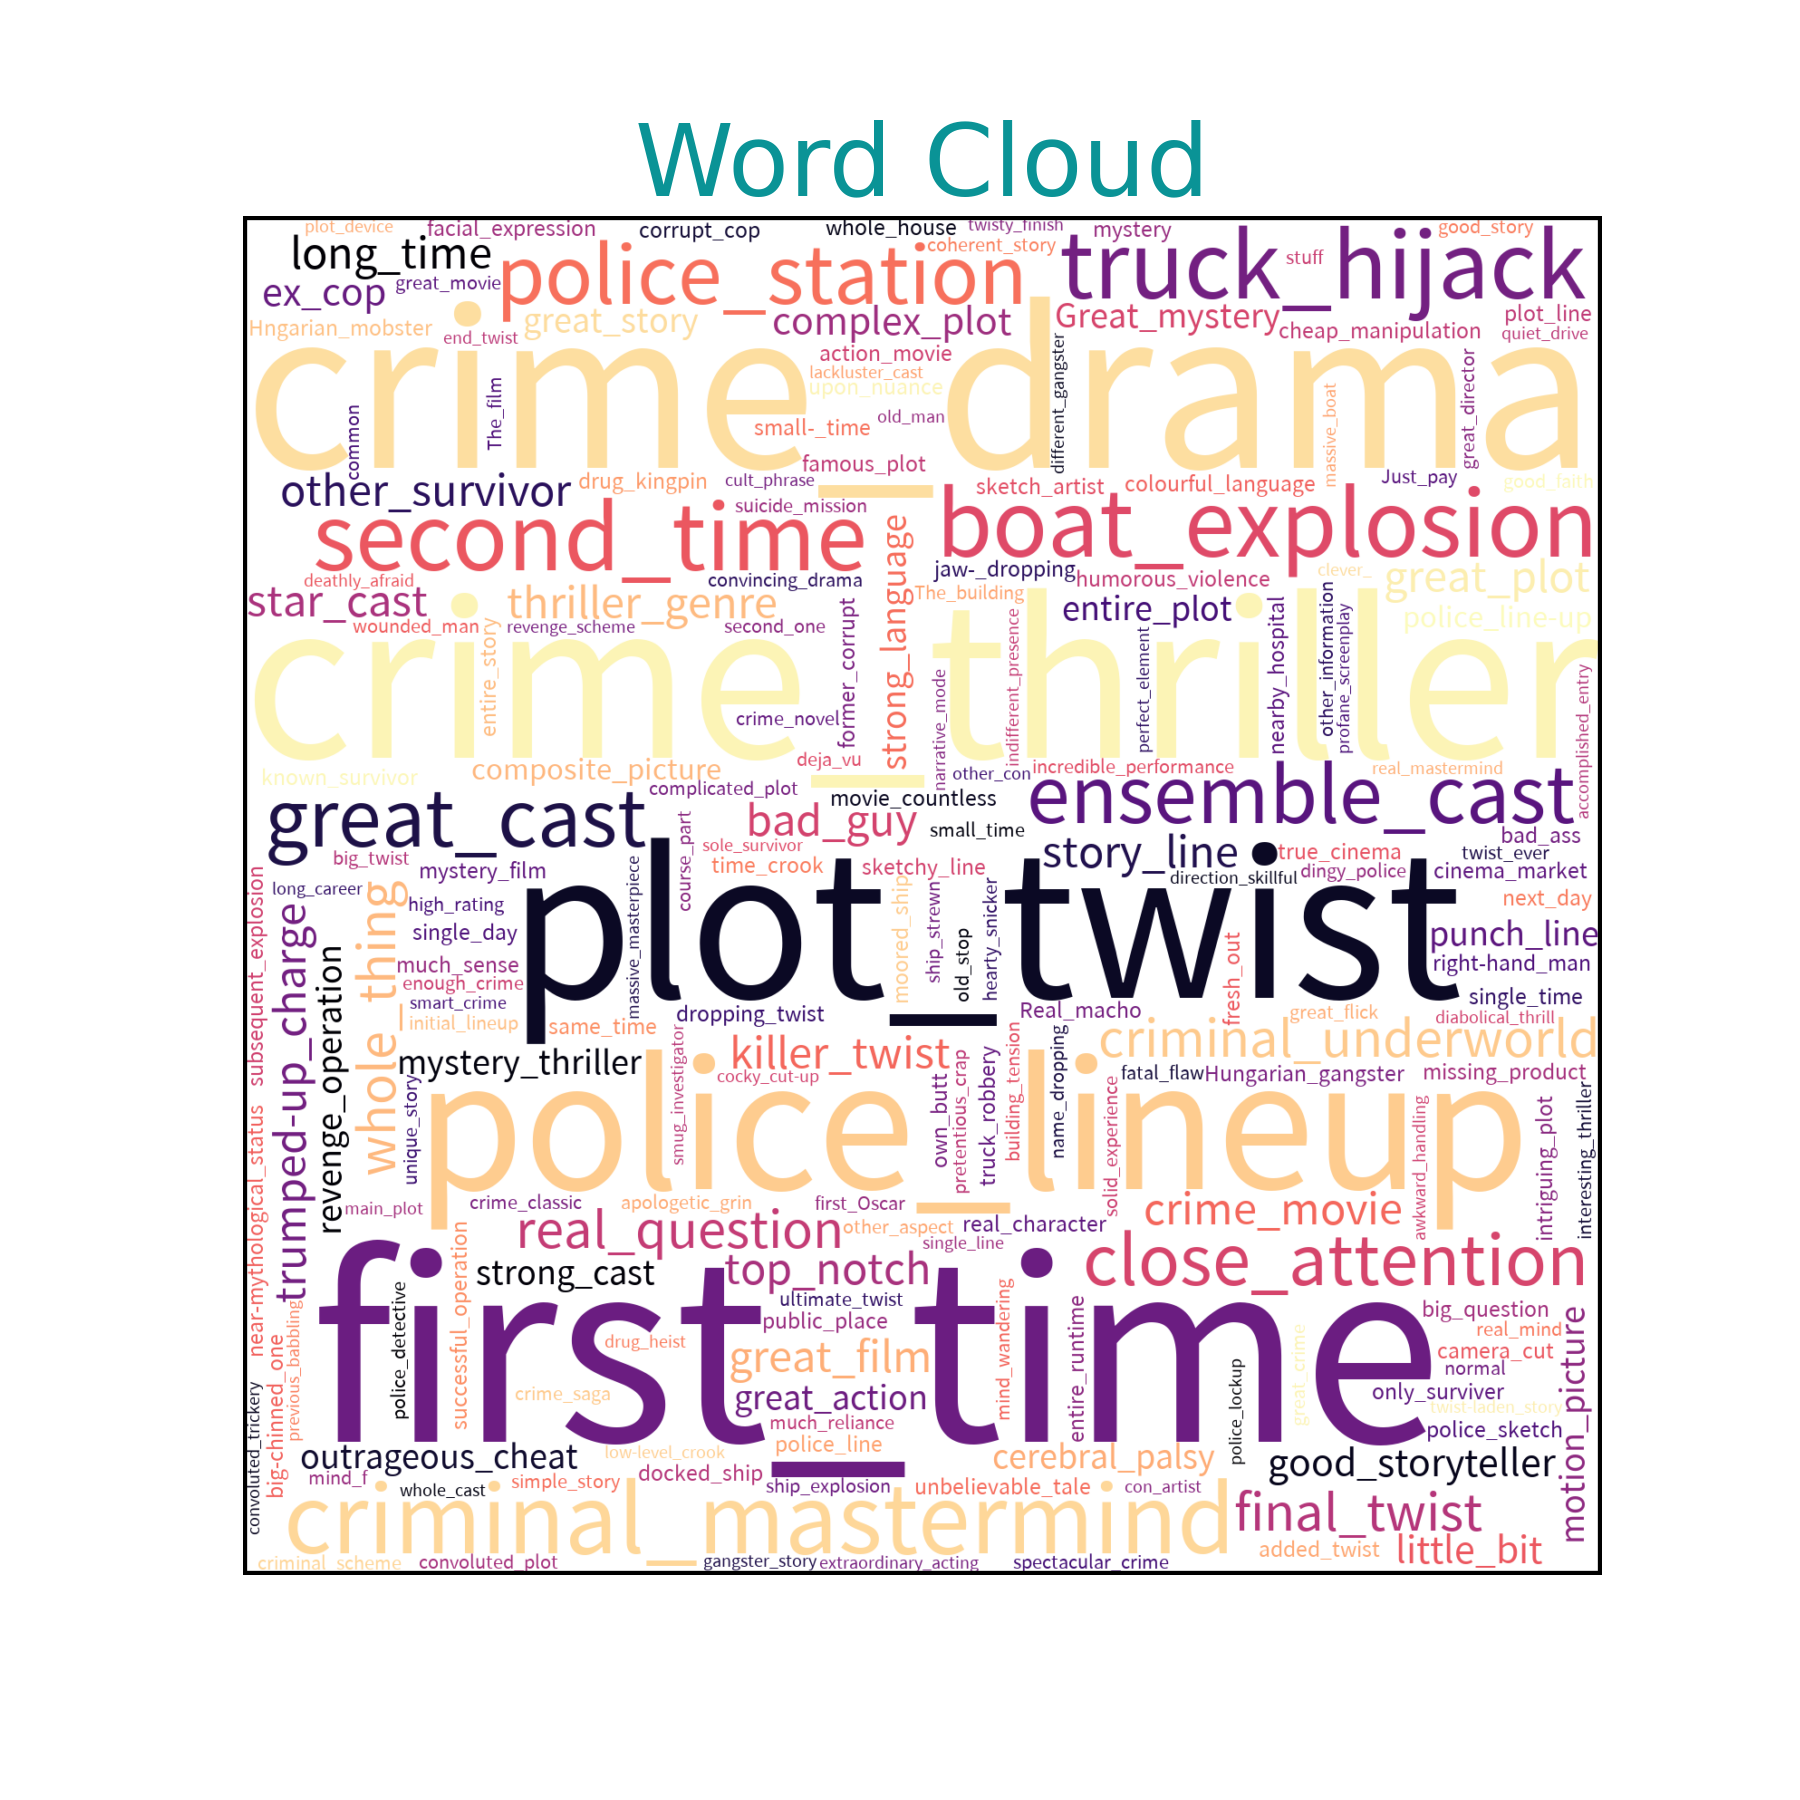 Word Cloud
plot_device facial_expression corrupt_cop whole_house twisty_finish mystery good_story
long_time police_station coherent_story truck_hijack stuff
ex_cop great_movie
Hngarian_mobster end_twist great_story complex_plot Great_mystery cheap_manipulation plot_line quiet_drive
crime_drama
action_movie lackluster_cast upon_nuance different_gangster massive_boat great_director
common The_film small-_time old_man
famous_plot
other_survivor drug_kingpin cult_phrase sketch_artist colourful_language Just_pay good_faith
second_time suicide_mission strong_language boat_explosion
deathly_afraid convincing_drama jaw-_dropping humorous_violence clever_ great_plot
star_cast thriller_genre The_building entire_plot police_line-up
wounded_man revenge_scheme second_one
crime_thriller
entire_story former_corrupt narrative_mode indifferent_presence perfect_element nearby_hospital other_information profane_screenplay accomplished_entry
crime_novel
known_survivor composite_picture deja_vu other_con incredible_performance real_mastermind
complicated_plot movie_countless ensemble_cast
great_cast bad_guy small_time bad_ass
big_twist sole_survivor story_line true_cinema twist_ever
mystery_film course_part time_crook sketchy_line direction_skillful dingy_police cinema_market
subsequent_explosion long_career high_rating massive_masterpiece moored_ship ship_strewn old_stop hearty_snicker next_day
plot_twist
trumped-up_charge revenge_operation whole_thing single_day fresh_out punch_line
much_sense right-hand_man
enough_crime
smart_crime single_time
initial_lineup same_time dropping_twist Real_macho great_flick diabolical_thrill
mystery_thriller smug_investigator killer_twist criminal_underworld
cocky_cut-up name_dropping fatal_flaw Hungarian_gangster missing_product
police_lineup
near-mythological_status unique_story own_butt pretentious_crap truck_robbery building_tension solid_experience awkward_handling intriguing_plot interesting_thriller
main_plot crime_classic apologetic_grin first_Oscar crime_movie
real_question other_aspect real_character
single_line
strong_cast top_notch close_attention
first_time
successful_operation police_detective ultimate_twist mind_wandering entire_runtime big_question motion_picture
public_place real_mind
previous_babbling big-chinned_one drug_heist great_film great_crime police_lockup camera_cut
normal
crime_saga great_action only_surviver
much_reliance twist-laden_story
convoluted_trickery police_line police_sketch
outrageous_cheat low-level_crook cerebral_palsy good_storyteller
mind_f whole_cast simple_story docked_ship ship_explosion unbelievable_tale con_artist
criminal_mastermind final_twist
added_twist little_bit
criminal_scheme convoluted_plot gangster_story extraordinary_acting spectacular_crime